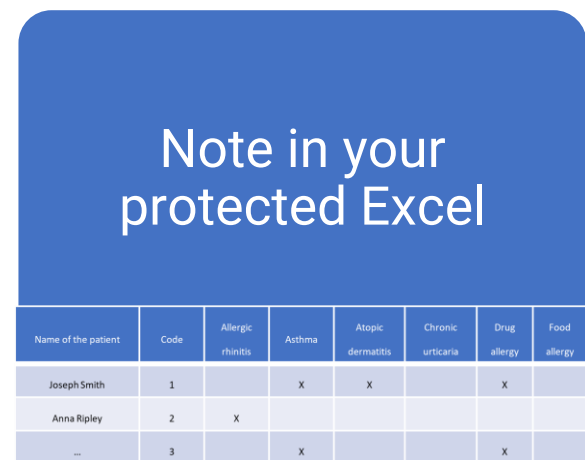 Note in your
protected Excel
Name of the patient Code Allergic rhinitis Asthma Atopic dermatitis Chronic urticaria Drug allergy Food allergy
Joseph Smith 1 X X X
Anna Ripley 2 X
... 3 X X